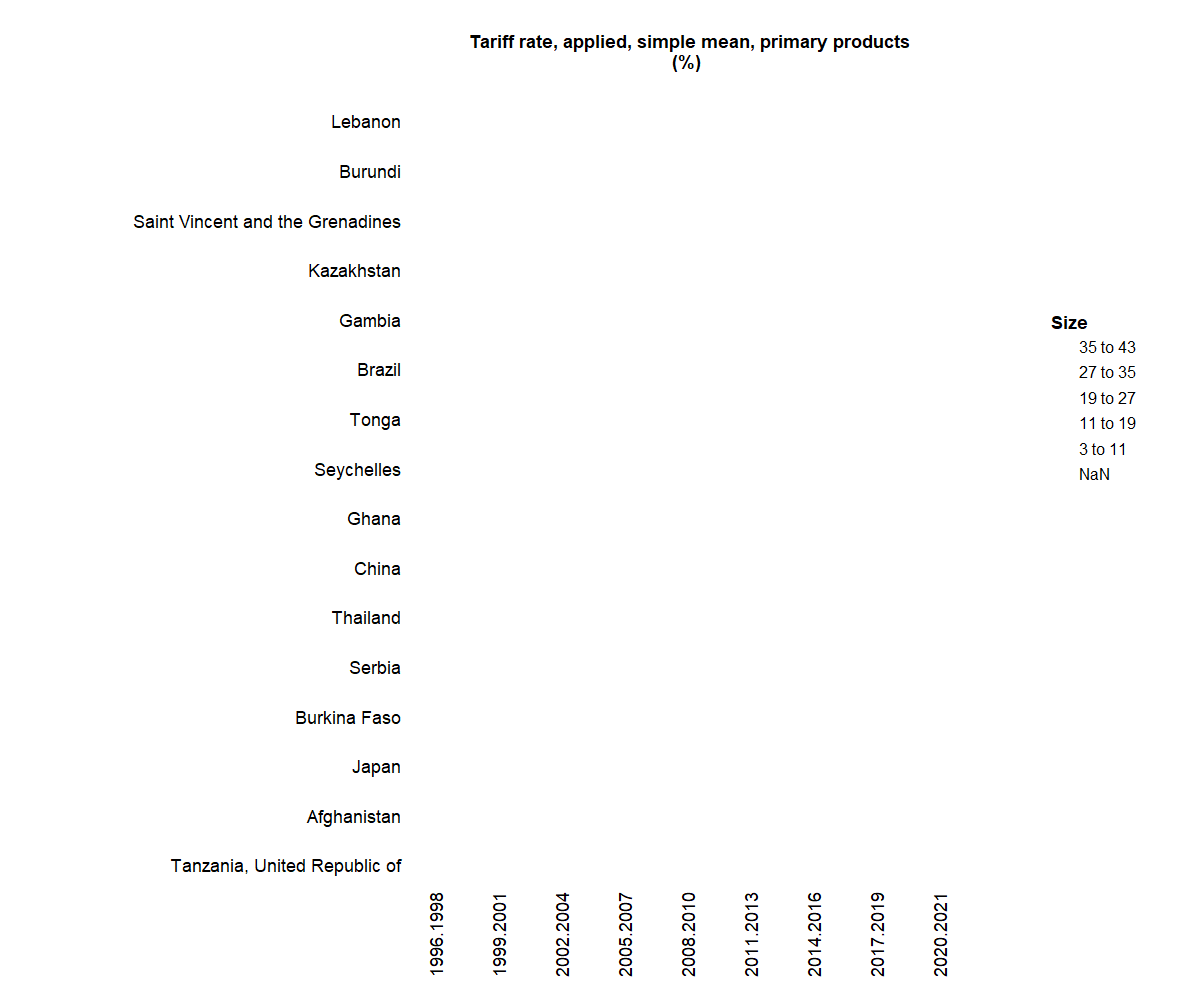 Tariff rate, applied, simple mean, primary products
(%)
Lebanon
Burundi
Saint Vincent and the Grenadines
Kazakhstan
Gambia
Brazil
Tonga
Seychelles
Ghana
China
Thailand
Serbia
Burkina Faso
Japan
Afghanistan
Tanzania, United Republic of
Size
35 to 43
27 to 35
19 to 27
11 to 19
3 to 11
NaN
1996.1998
1999.2001
2002.2004
2005.2007
2008.2010
2011.2013
2014.2016
2017.2019
2020.2021